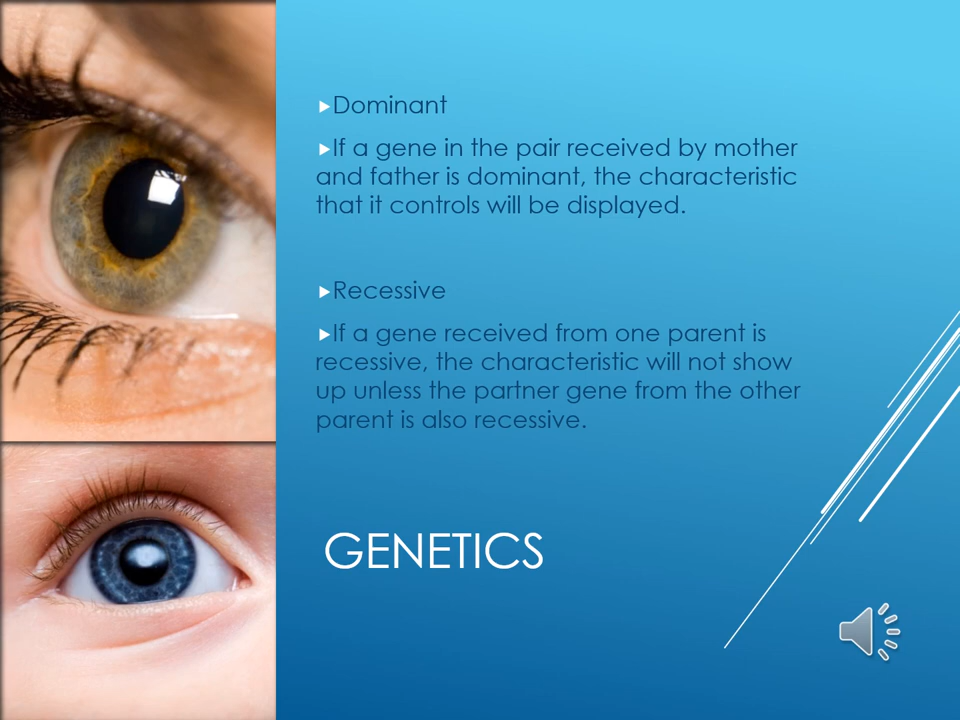 Dominant
If a gene in the pair received by mother
and father is dominant, the characteristic
that it controls will be displayed.
Recessive
If a gene received from one parent is
recessive, the characteristic will not show
up unless the partner gene from the other
parent is also recessive.
GENETICS